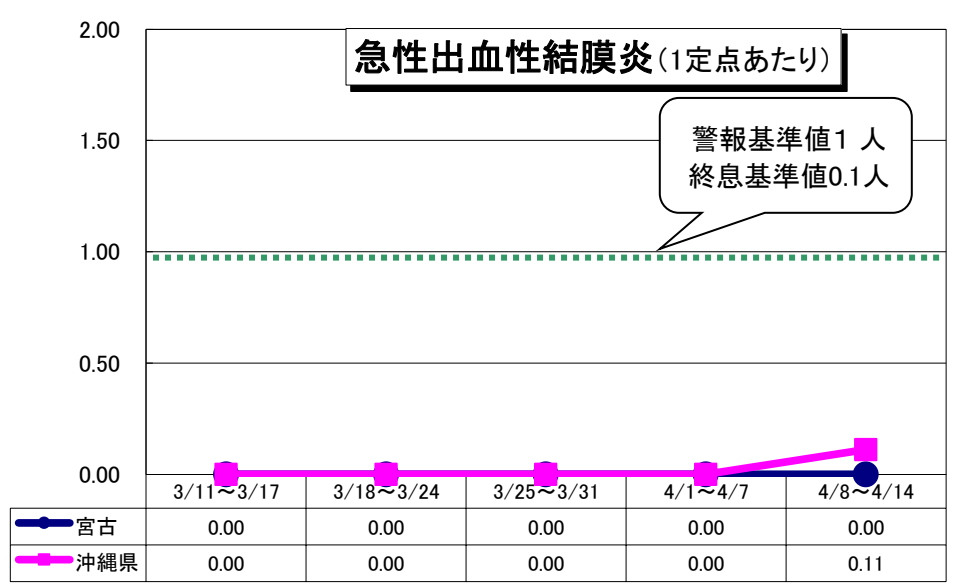 急性出血性結膜炎(1定点あたり)
警報基準値1 人
終息基準値0.1人
2.00
1.50
1.00
0.50
0.00
3/11~3/17 3/18~3/24 3/25~3/31 4/1~4/7 4/8~4/14
宮古 0.00 0.00 0.00 0.00 0.00
沖縄県 0.00 0.00 0.00 0.00 0.11